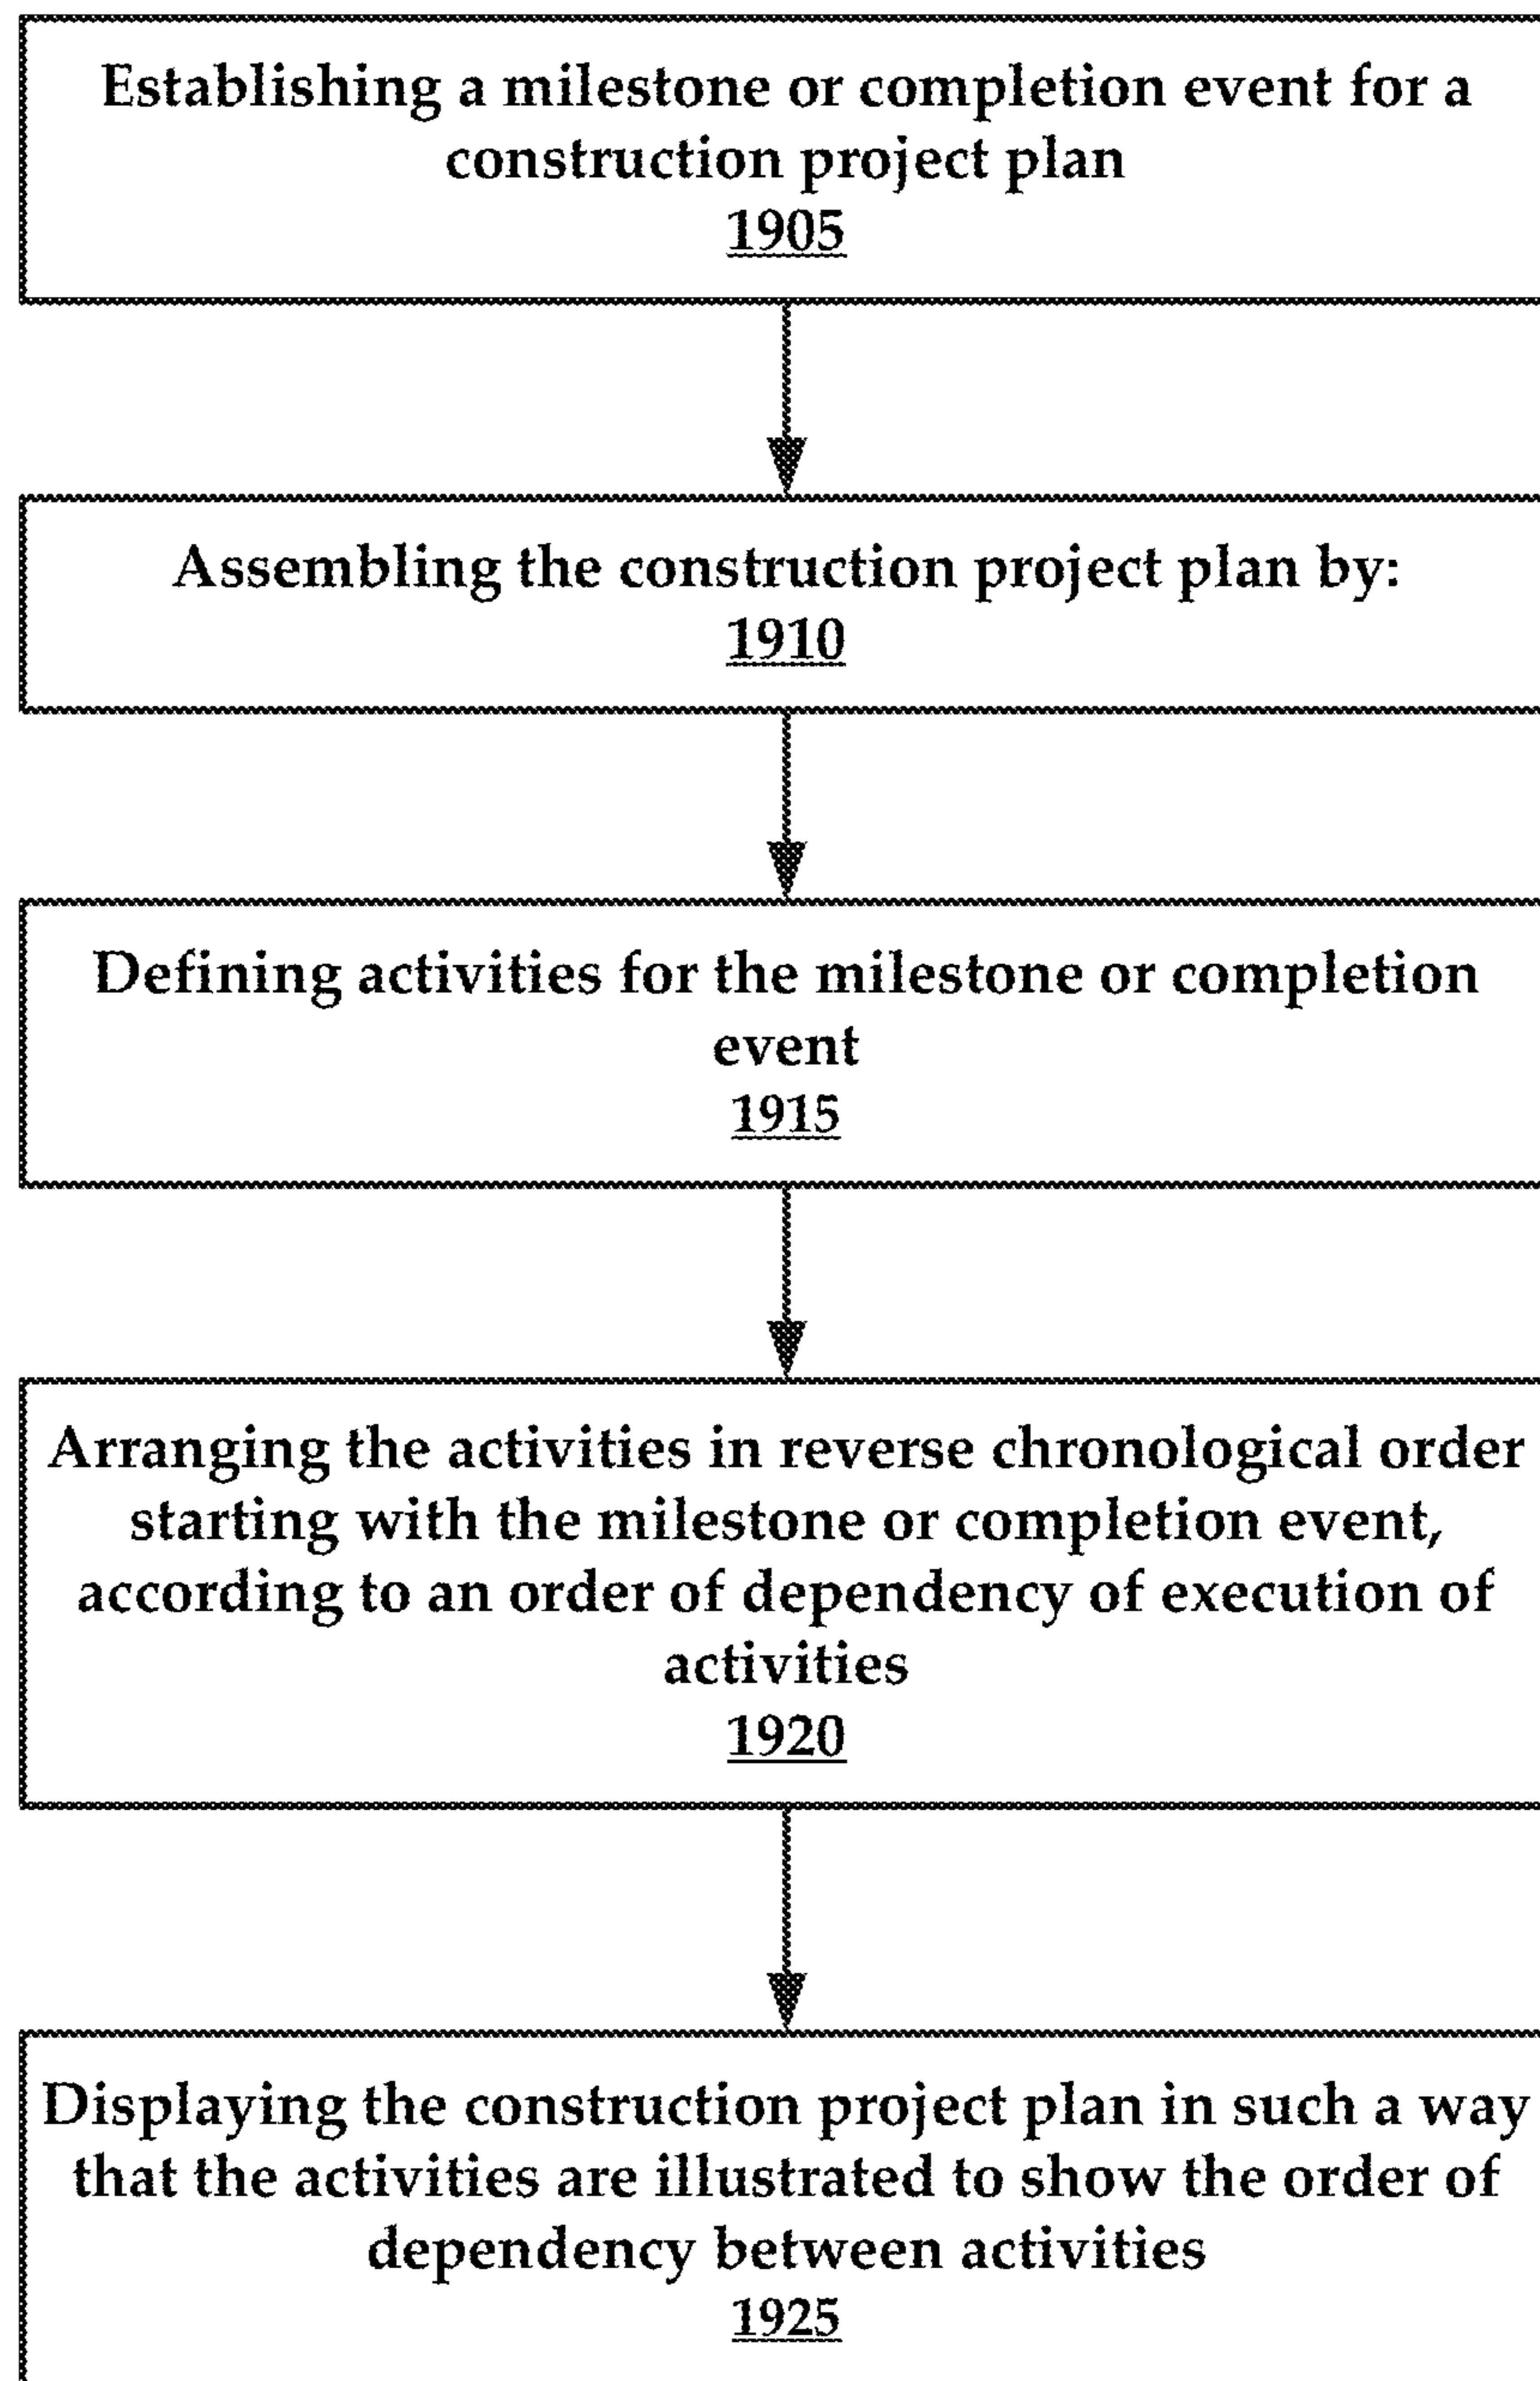 Establishing a milestone or completion event for a
construction project plan
1905
Assembling the construction project plan by:
1910
Defining activities for the milestone or completion
event
1915
Arranging the activities in reverse chronological order
starting with the milestone or completion event,
according to an order of dependency of execution of
activities
1920
Displaying the construction project plan in such a way
that the activities are illustrated to show the order of
dependency between activities
1925